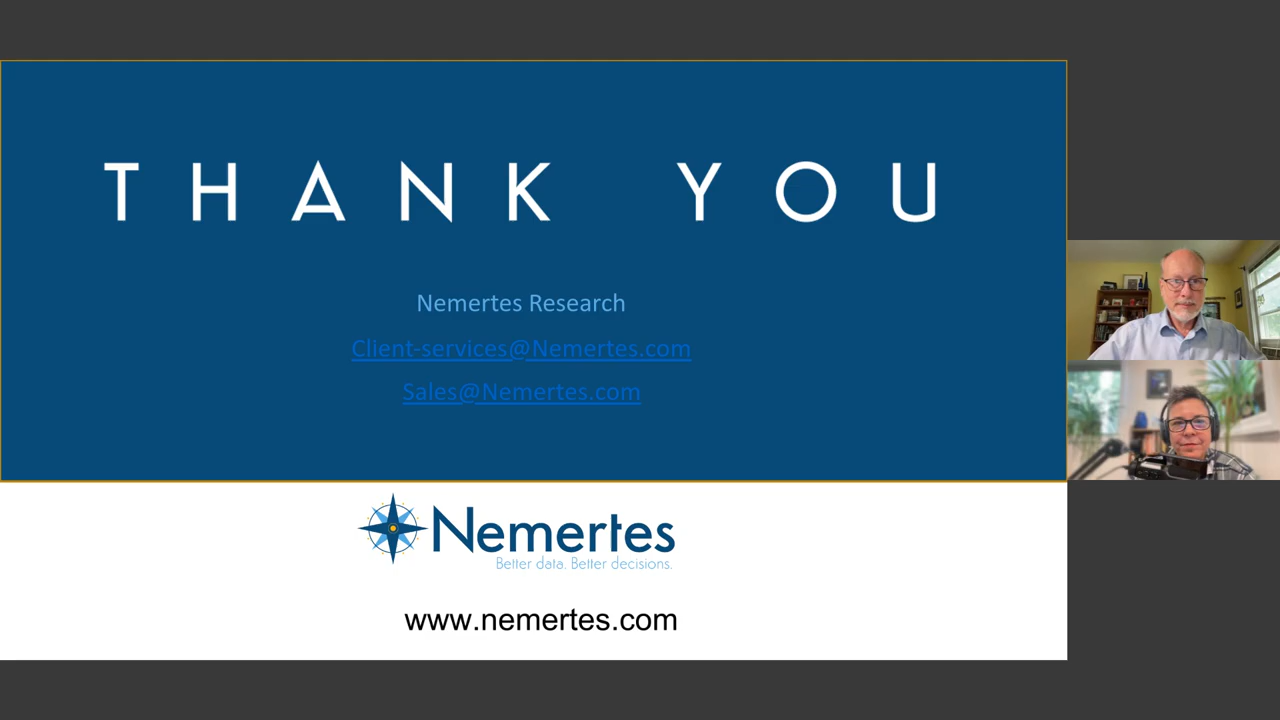 THANK YOU
Nemertes Research
Client-services@Nemertes.com
Sales@Nemertes.com
Nemertes
Better data. Better decisions.
www.nemertes.com